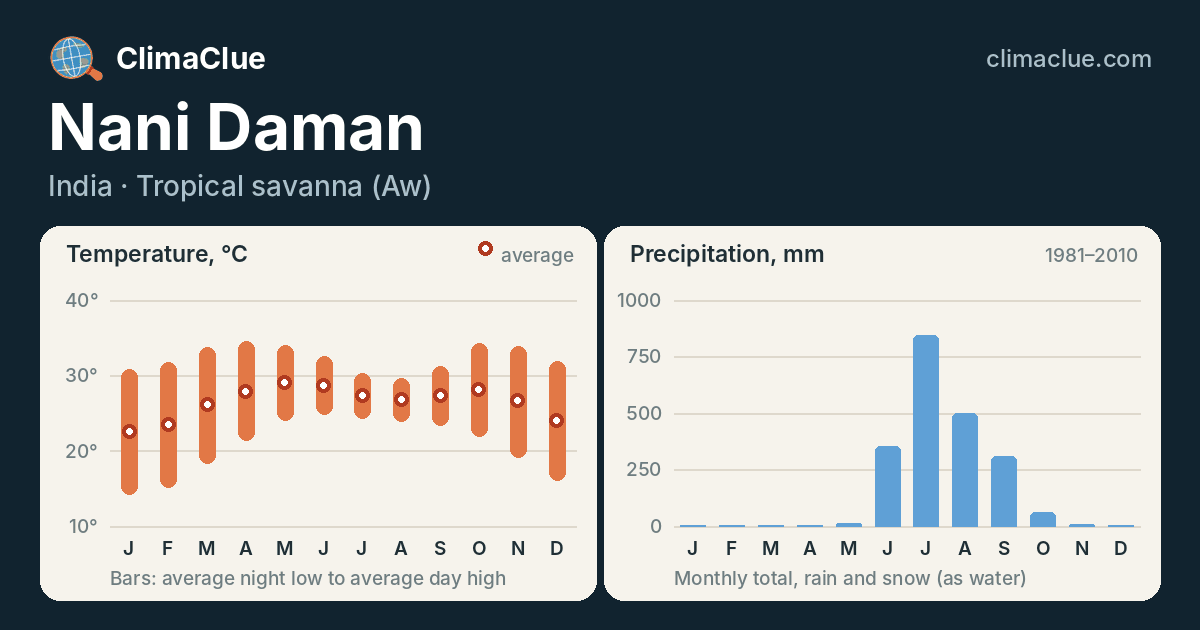 ClimaClue
climaclue.com
Nani Daman
India · Tropical savanna (Aw)
Temperature, °C
average
40°
30°
20°
10°
J F M A M J J A S O N D
Bars: average night low to average day high
Precipitation, mm
1981–2010
1000
750
500
250
0
J F M A M J J A S O N D
Monthly total, rain and snow (as water)